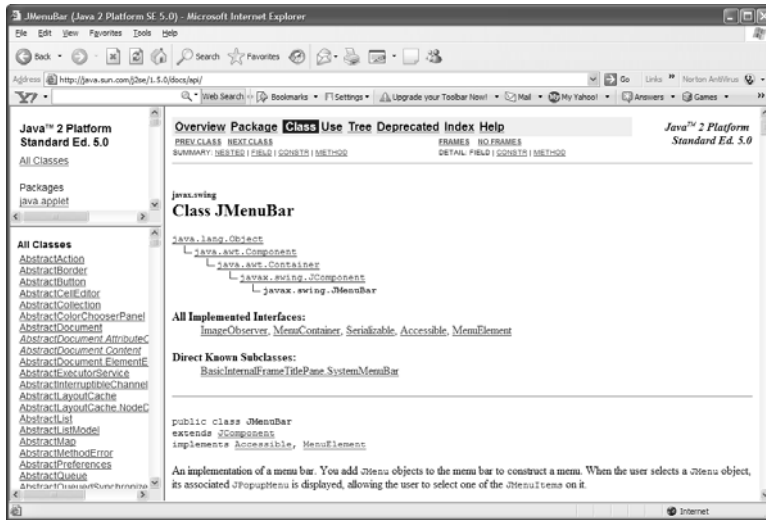 JMenuBar (Java 2 Platform SE 5.0) - Microsoft Internet Explorer
File Edit View Favorites Tools Help
Back Search Favorites
Address http://java.sun.com/j2se/1.5.0/docs/api/ Go Links » Norton AntiVirus
Y7 Web Search Bookmarks Settings Upgrade your Toolbar Now! Mail My Yahoo! Answers Games »
Java™ 2 Platform
Standard Ed. 5.0
All Classes
Packages
java.applet
All Classes
AbstractAction
AbstractBorder
AbstractButton
AbstractCellEditor
AbstractCollection
AbstractColorChooserPanel
AbstractDocument
AbstractDocument.AttributeC
AbstractDocument.Content
AbstractDocument.ElementE
AbstractExecutorService
AbstractInterruptibleChannel
AbstractLayoutCache
AbstractLayoutCache.NodeD
AbstractList
AbstractListModel
AbstractMap
AbstractMethodError
AbstractPreferences
AbstractQueue
AbstractQueuedSynchronize
Overview Package Class Use Tree Deprecated Index Help
Java™ 2 Platform
Standard Ed. 5.0
PREV CLASS NEXT CLASS FRAMES NO FRAMES
SUMMARY: NESTED | FIELD | CONSTR | METHOD DETAIL: FIELD | CONSTR | METHOD
javax.swing
Class JMenuBar
java.lang.Object
java.awt.Component
java.awt.Container
javax.swing.JComponent
javax.swing.JMenuBar
All Implemented Interfaces:
ImageObserver, MenuContainer, Serializable, Accessible, MenuElement
Direct Known Subclasses:
BasicInternalFrameTitlePane.SystemMenuBar
public class JMenuBar
extends JComponent
implements Accessible, MenuElement
An implementation of a menu bar. You add JMenu objects to the menu bar to construct a menu. When the user selects a JMenu object,
its associated JPopupMenu is displayed, allowing the user to select one of the JMenuItems on it.
Internet